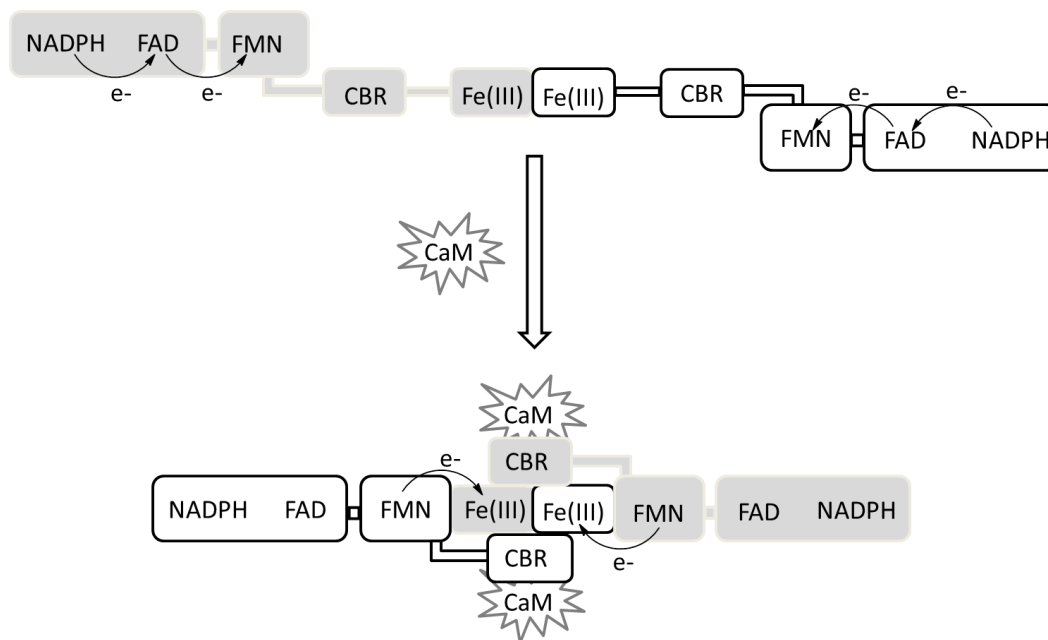 NADPH FAD FMN
e- e-
CBR Fe(III) Fe(III) CBR
e- e-
FMN FAD NADPH
CaM
CaM
CBR
e-
NADPH FAD FMN Fe(III) Fe(III) FMN FAD NADPH
CBR e-
CaM